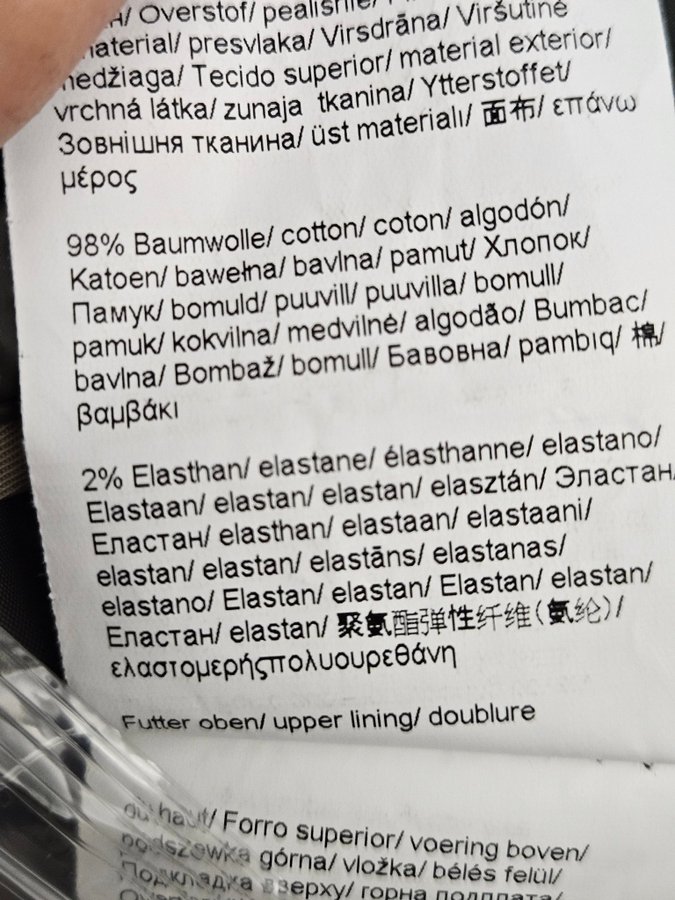 Overstof/ pealisriie/
material/ presvlaka/ Virsdrāna/ Viršutinė
medžiaga/ Tecido superior/ material exterior/
vrchná látka/ zunaja tkanina/ Ytterstoffet/
Зовнішня тканина/ üst materialı/ 面布/ επάνω
μέρος
98% Baumwolle/ cotton/ coton/ algodón/
Katoen/ bawełna/ bavlna/ pamut/ Хлопок/
Памук/ bomuld/ puuvill/ puuvilla/ bomull/
pamuk/ kokvilna/ medvilnė/ algodão/ Bumbac/
bavlna/ Bombaž/ bomull/ Бавовна/ pambıq/ 棉/
βαμβάκι
2% Elasthan/ elastane/ élasthanne/ elastano/
Elastaan/ elastan/ elastan/ elasztán/ Эластан/
Еластан/ elasthan/ elastaan/ elastaani/
elastan/ elastan/ elastāns/ elastanas/
elastano/ Elastan/ elastan/ Elastan/ elastan/
Еластан/ elastan/ 聚氨酯弹性纤维(氨纶)/
ελαστομερήςπολυουρεθάνη
Futter oben/ upper lining/ doublure
du haut/ Forro superior/ voering boven/
podszewka górna/ vložka/ bélés felül/
Подкладка вверху/ горна подплата/